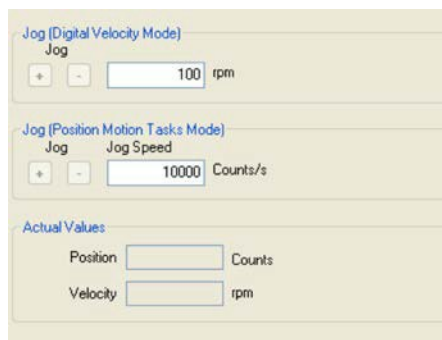 Jog (Digital Velocity Mode)
Jog
+ - 100 rpm
Jog (Position Motion Tasks Mode)
Jog Jog Speed
+ - 10000 Counts/s
Actual Values
Position Counts
Velocity rpm